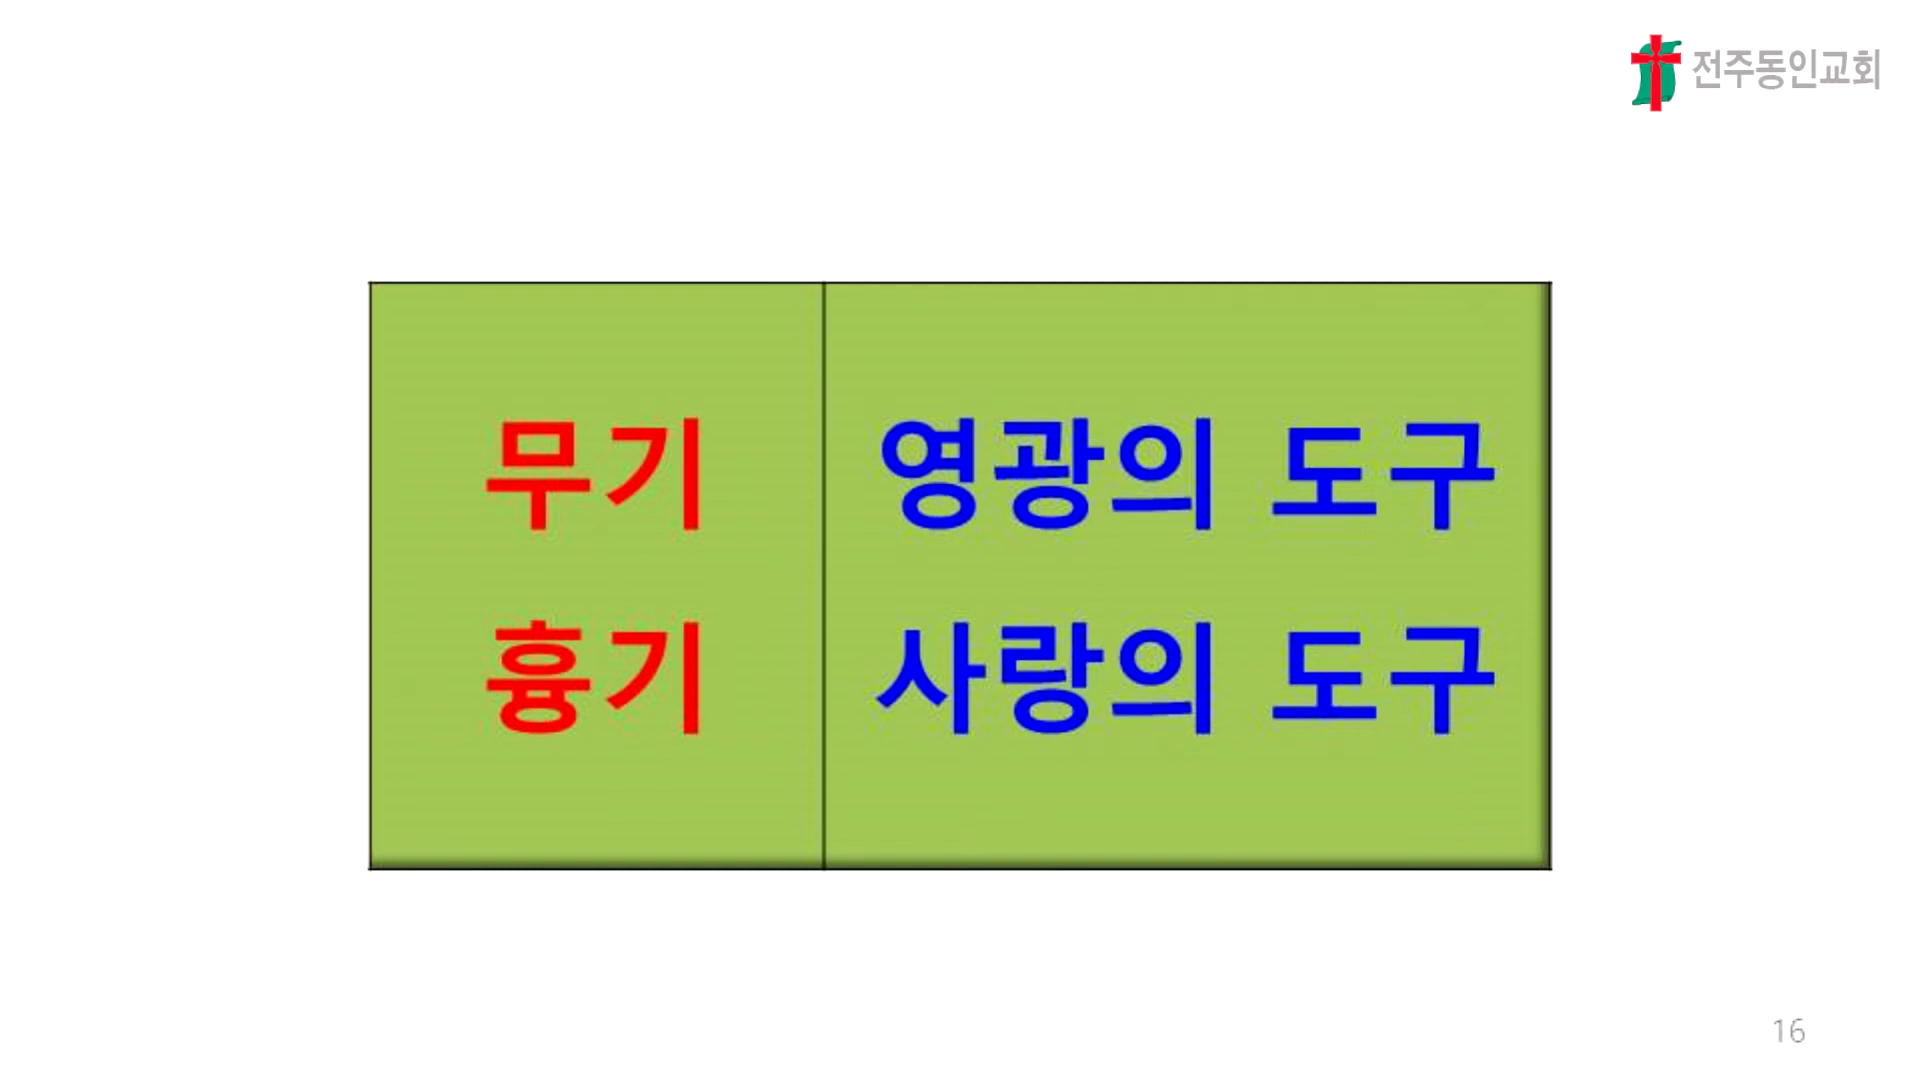 전주동인교회
무기
흉기
영광의 도구
사랑의 도구
16